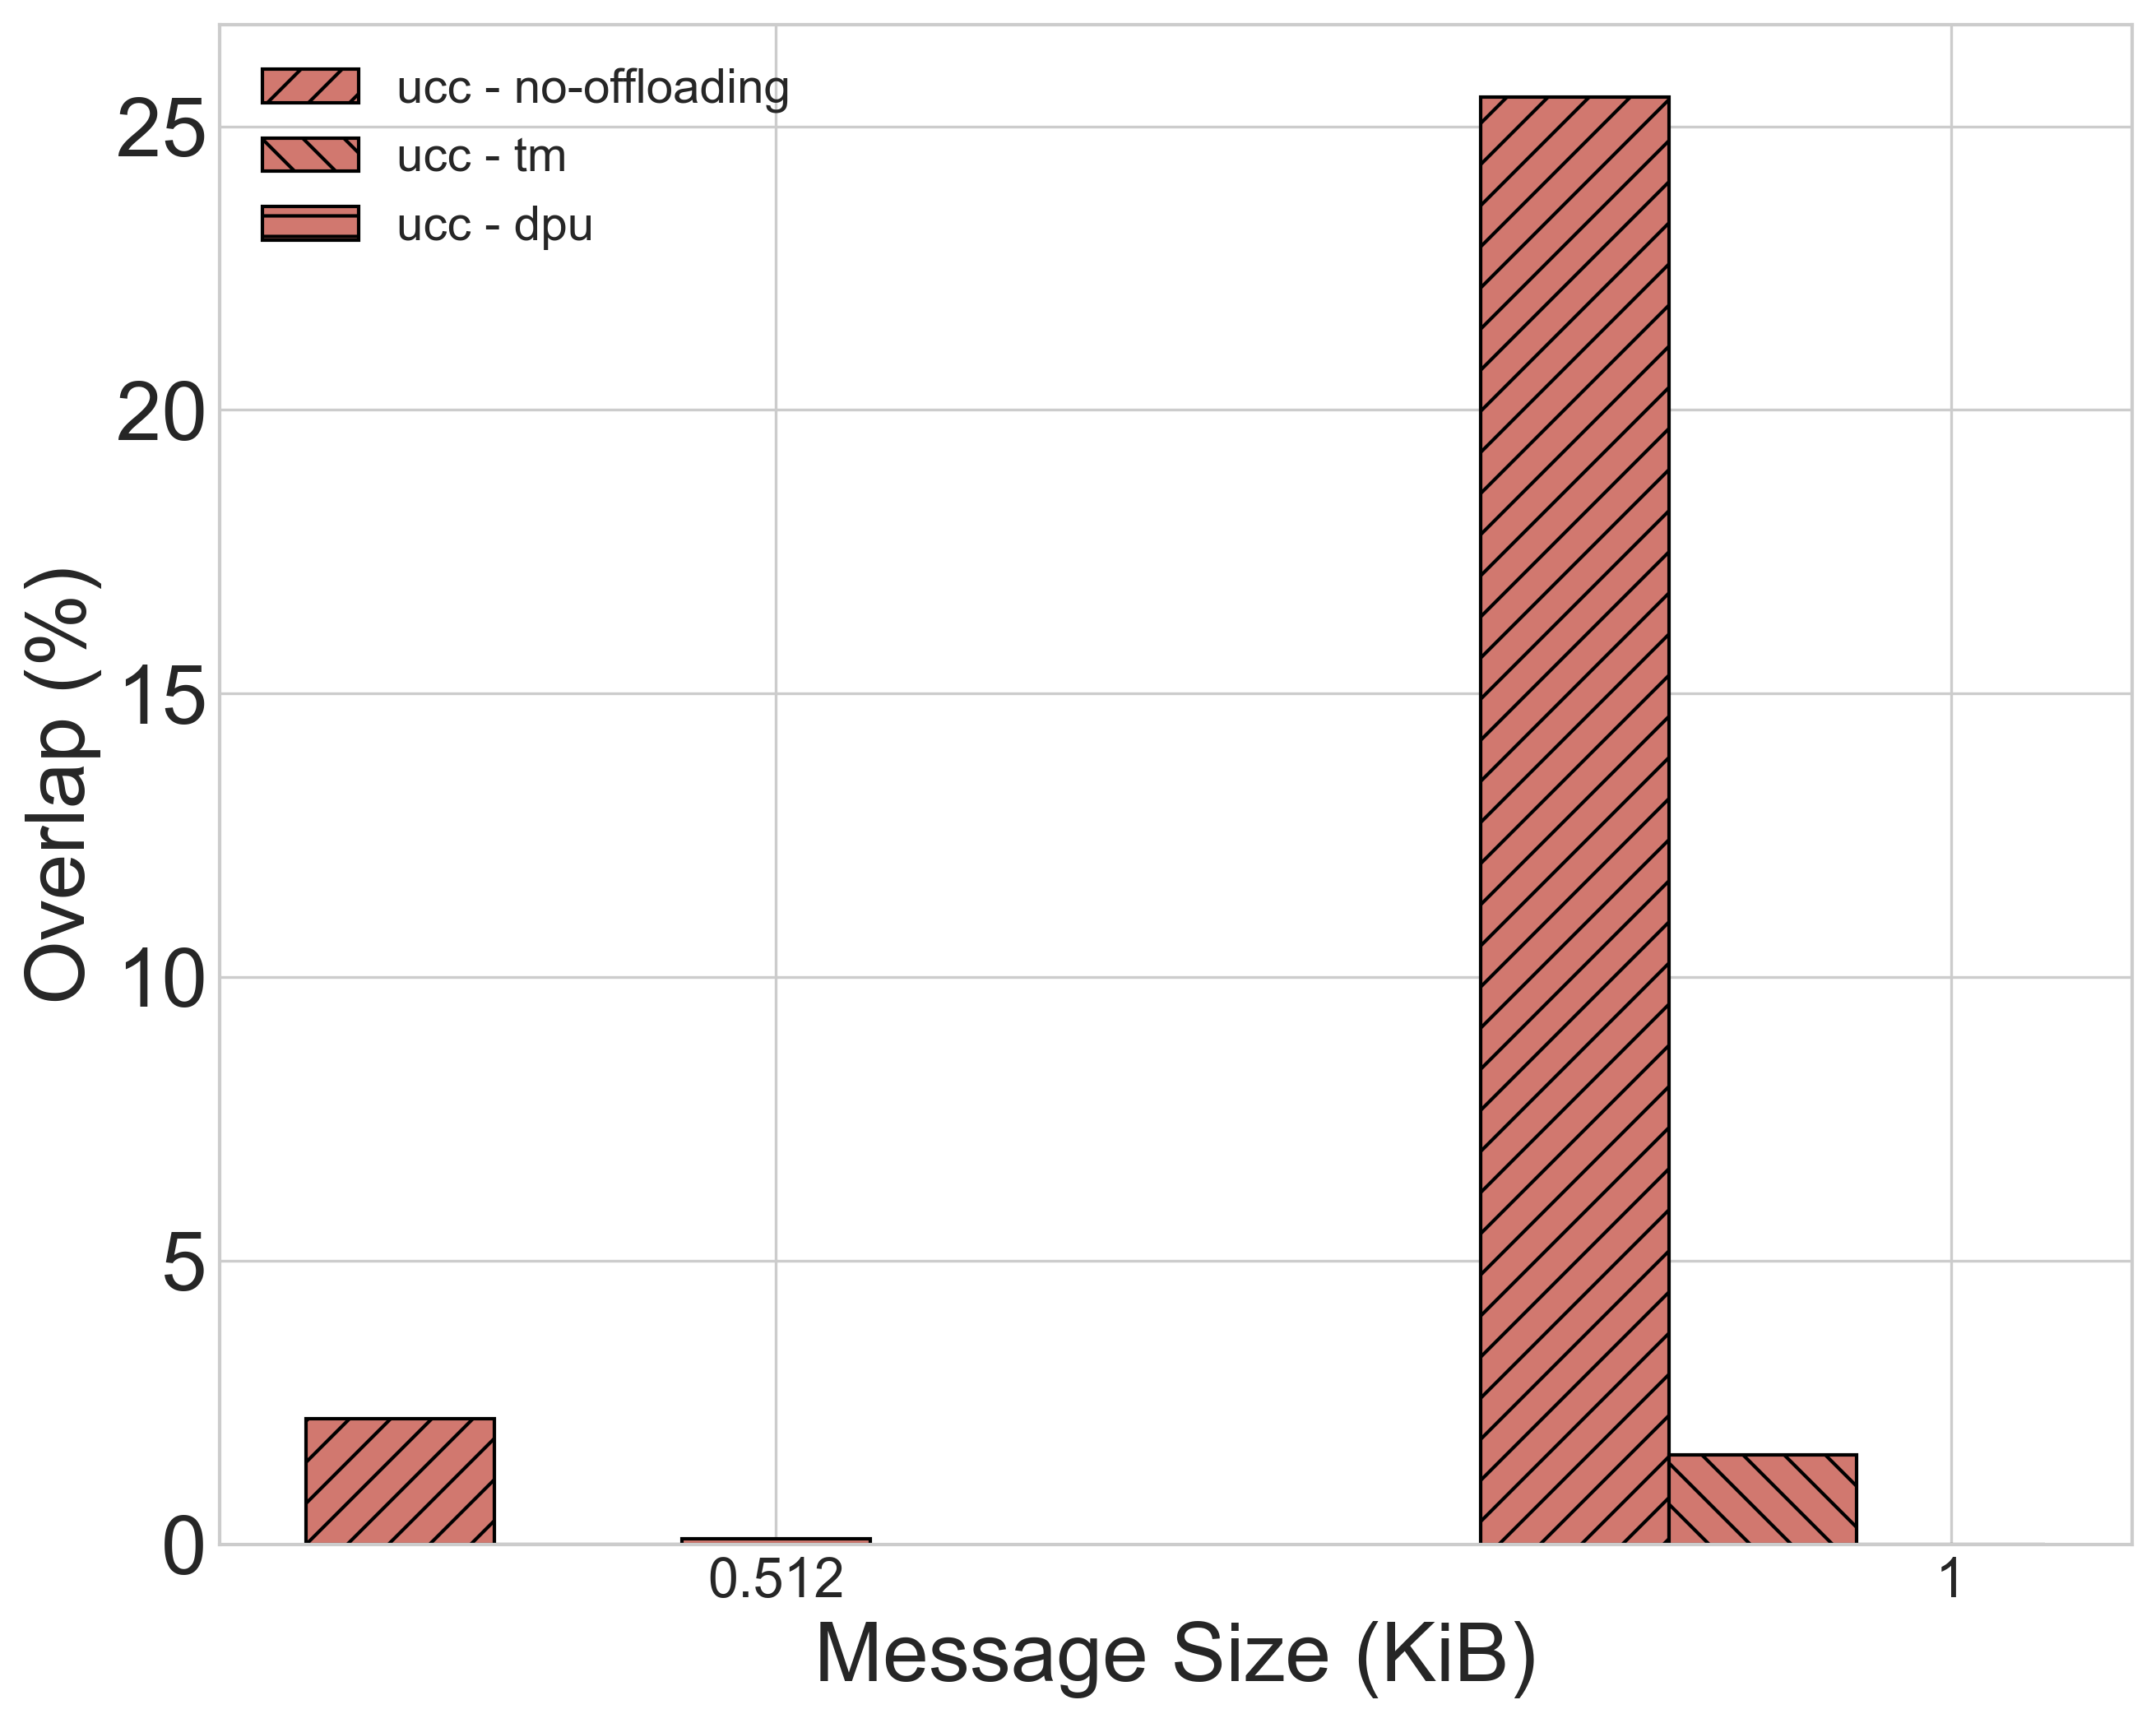 ucc - no-offloading
ucc - tm
ucc - dpu
25
20
15
10
5
0
Overlap (%)
0.512
1
Message Size (KiB)